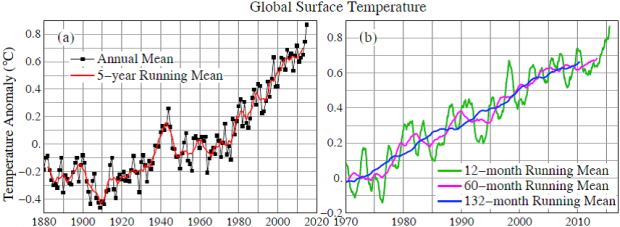 Global Surface Temperature
Temperature Anomaly (°C)
(a)
Annual Mean
5−year Running Mean
0.8
0.6
0.4
0.2
0.
−0.2
−0.4
1880 1900 1920 1940 1960 1980 2000 2020
(b)
0.8
0.6
0.4
0.2
0
−0.2
12−month Running Mean
60−month Running Mean
132−month Running Mean
1970 1980 1990 2000 2010